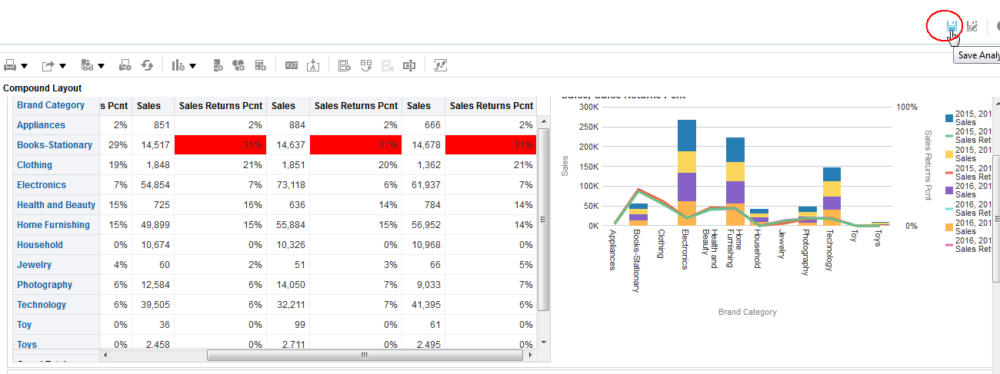 Save Analy
xyz
Compound Layout
Brand Category s Pcnt Sales Sales Returns Pcnt Sales Sales Returns Pcnt Sales Sales Returns Pcnt
Appliances 2% 851 2% 884 2% 666 2%
Books-Stationary 29% 14,517 31% 14,637 31% 14,678 31%
Clothing 19% 1,848 21% 1,851 20% 1,362 21%
Electronics 7% 54,854 7% 73,118 6% 61,937 7%
Health and Beauty 15% 725 16% 636 14% 784 14%
Home Furnishing 15% 49,899 15% 55,884 15% 56,952 14%
Household 0% 10,674 0% 10,326 0% 10,968 0%
Jewelry 4% 60 2% 51 3% 66 5%
Photography 6% 12,584 6% 14,050 7% 9,033 7%
Technology 6% 39,505 6% 32,211 7% 41,395 6%
Toy 0% 36 0% 99 0% 61 0%
Toys 0% 2,458 0% 2,711 0% 2,495 0%
Sales, Sales Returns Pcnt
300K
250K
200K
150K
100K
50K
0K
Sales
100%
0%
Sales Returns Pcnt
Appliances
Books-Stationary
Clothing
Electronics
Health and
Beauty
Home
Furnishing
Household
Jewelry
Photography
Technology
Toy
Toys
Brand Category
2015, 201
Sales
2015, 201
Sales Ret
2015, 201
Sales
2015, 201
Sales Ret
2016, 201
Sales
2016, 201
Sales Ret
2016, 201
Sales
2016, 201
Sales Ret